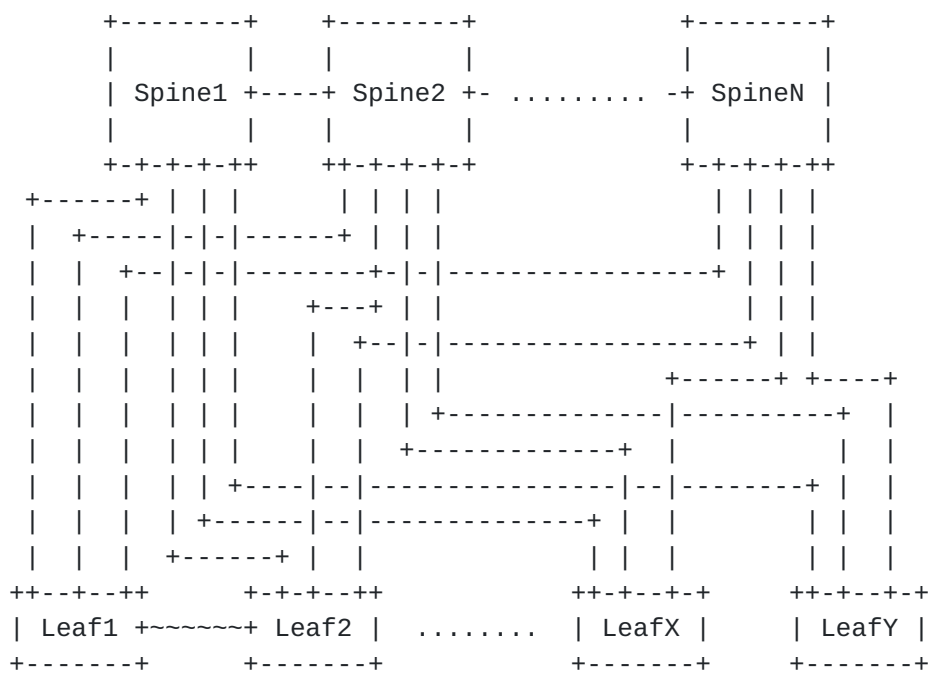 Spine1 Spine2 ......... SpineN
Leaf1 Leaf2 ........ LeafX LeafY